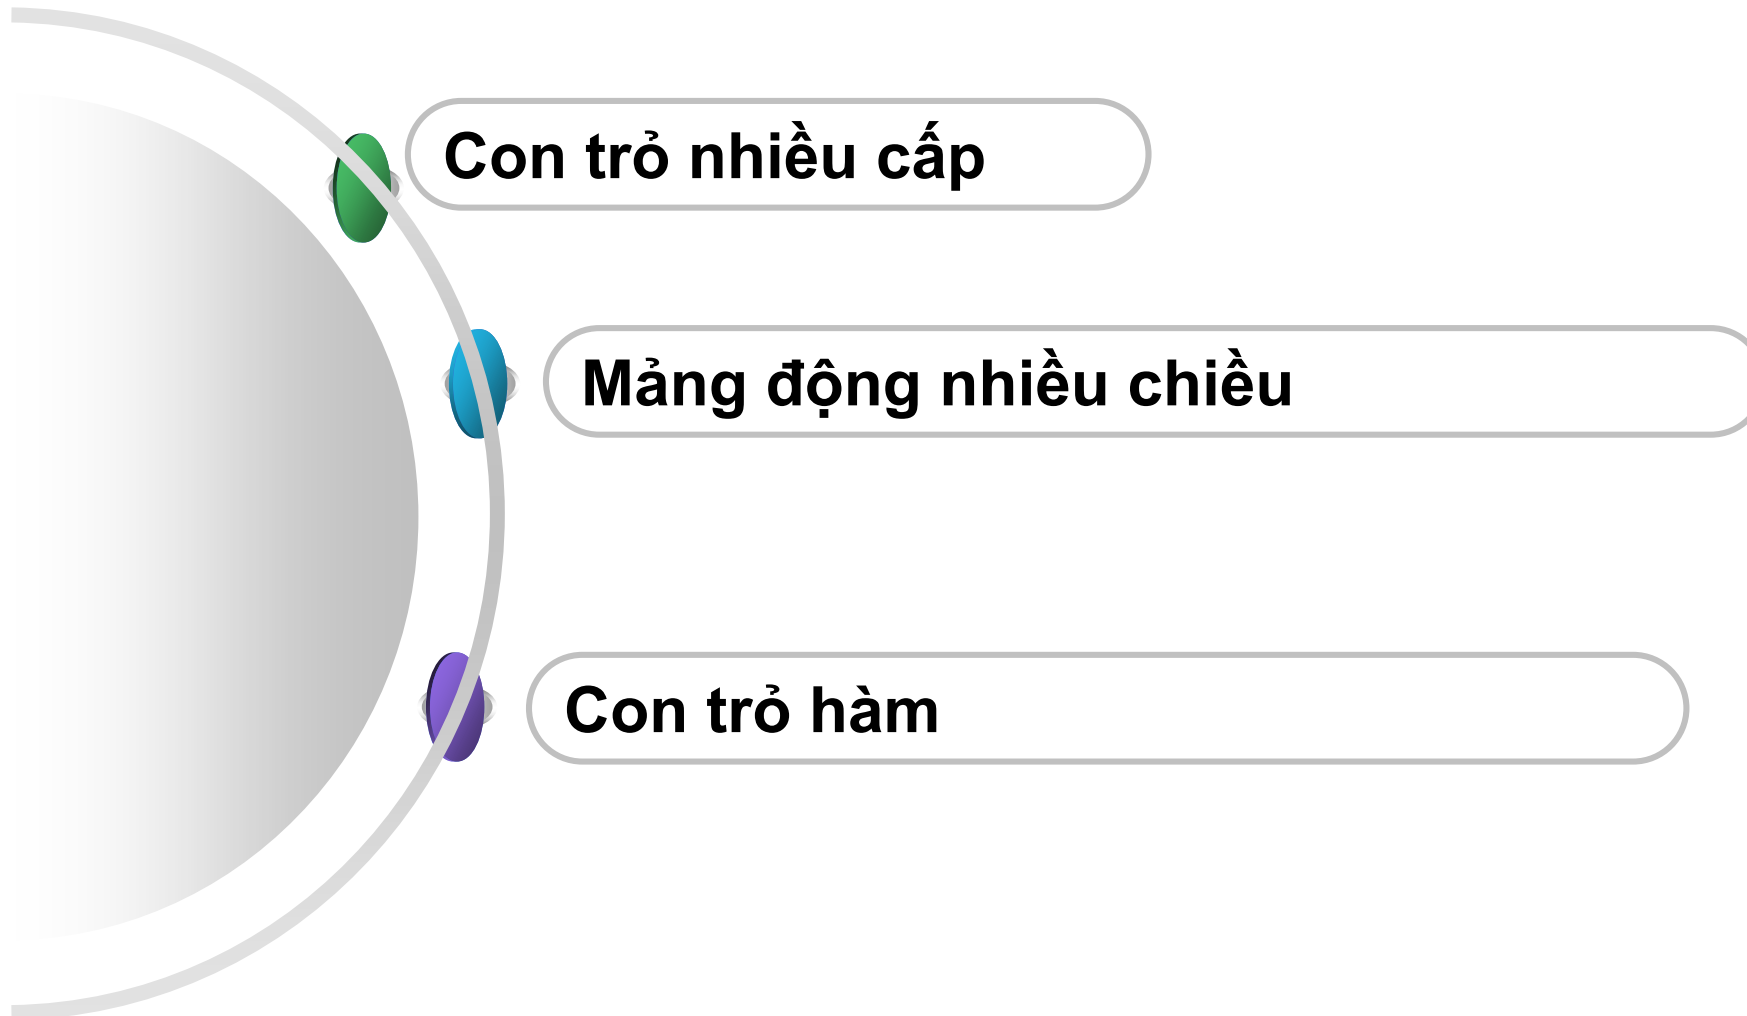 Con trỏ nhiều cấp
Mảng động nhiều chiều
Con trỏ hàm